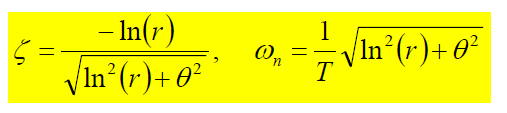 ζ = −ln(r) / √(ln²(r) + θ²), ωₙ = 1/T √(ln²(r) + θ²)